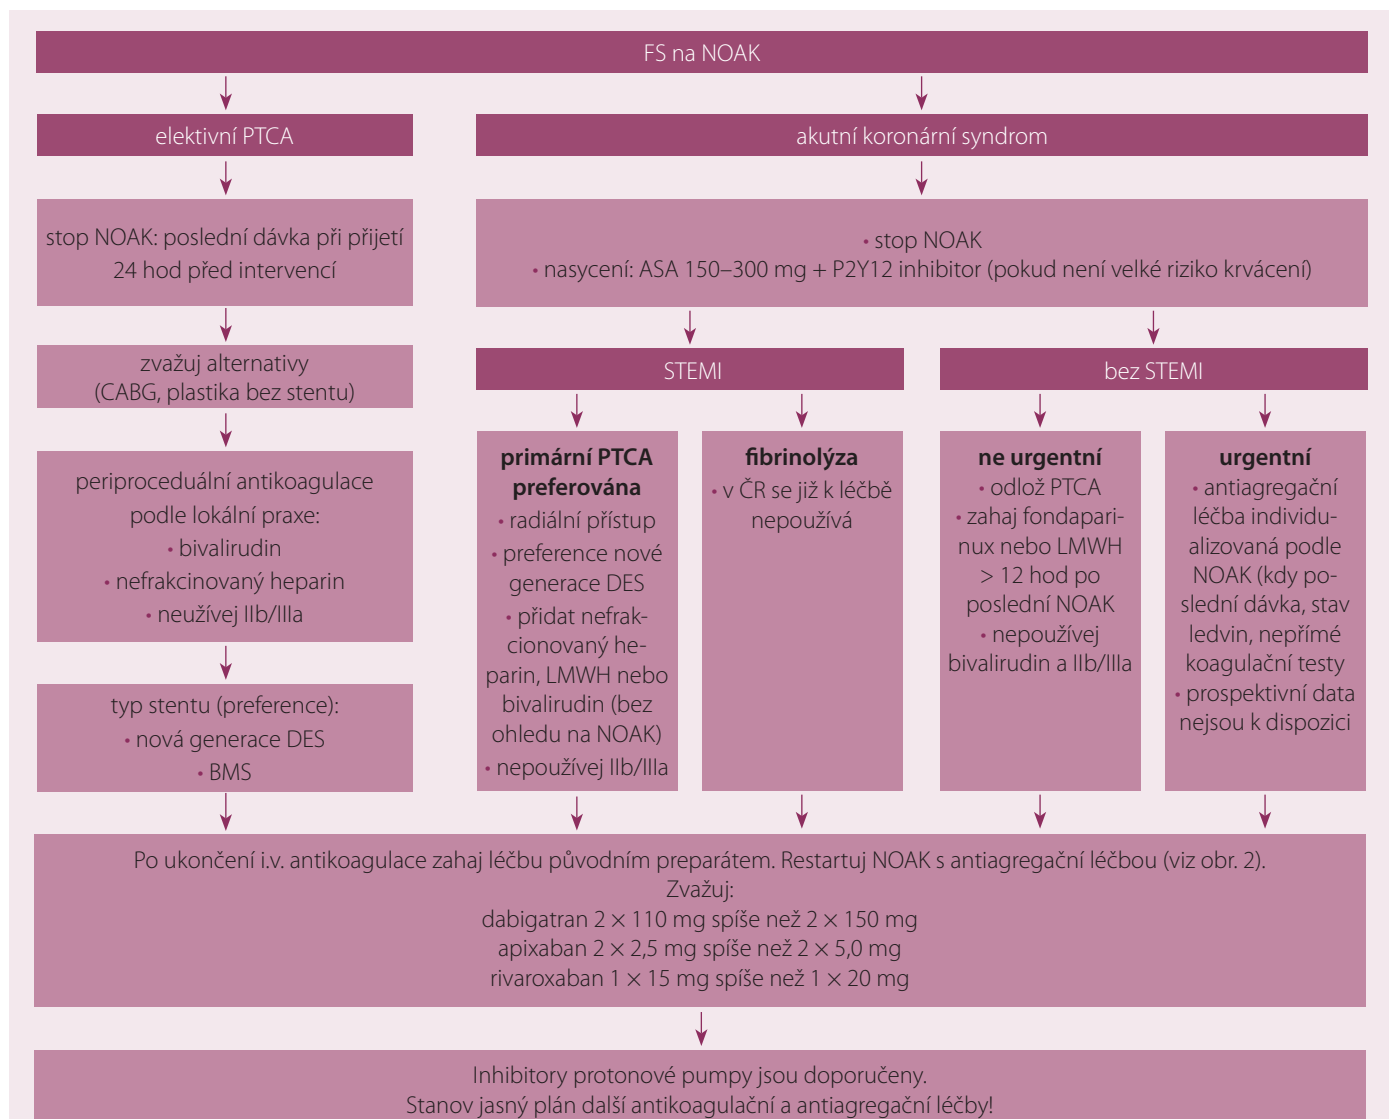 FS na NOAK
elektivní PTCA
akutní koronární syndrom
stop NOAK: poslední dávka při přijetí
24 hod před intervencí
• stop NOAK
• nasycení: ASA 150–300 mg + P2Y12 inhibitor (pokud není velké riziko krvácení)
zvažuj alternativy
(CABG, plastika bez stentu)
STEMI
bez STEMI
periproceduální antikoagulace
podle lokální praxe:
• bivalirudin
• nefrakcinovaný heparin
• neužívej IIb/IIIa
typ stentu (preference):
• nová generace DES
• BMS
primární PTCA
preferována
• radiální přístup
• preference nové
generace DES
• přidat nefrak-
cionovaný he-
parin, LMWH nebo
bivalirudin (bez
ohledu na NOAK)
• nepoužívej IIb/IIIa
fibrinolýza
• v ČR se již k léčbě
nepoužívá
ne urgentní
• odlož PTCA
• zahaj fondapari-
nux nebo LMWH
> 12 hod po
poslední NOAK
• nepoužívej
bivalirudin a IIb/IIIa
urgentní
• antiagregační
léčba individu-
alizovaná podle
NOAK (kdy po-
slední dávka, stav
ledvin, nepřímé
koagulační testy
• prospektivní data
nejsou k dispozici
Po ukončení i.v. antikoagulace zahaj léčbu původním preparátem. Restartuj NOAK s antiagregační léčbou (viz obr. 2).
Zvažuj:
dabigatran 2 × 110 mg spíše než 2 × 150 mg
apixaban 2 × 2,5 mg spíše než 2 × 5,0 mg
rivaroxaban 1 × 15 mg spíše než 1 × 20 mg
Inhibitory protonové pumpy jsou doporučeny.
Stanov jasný plán další antikoagulační a antiagregační léčby!